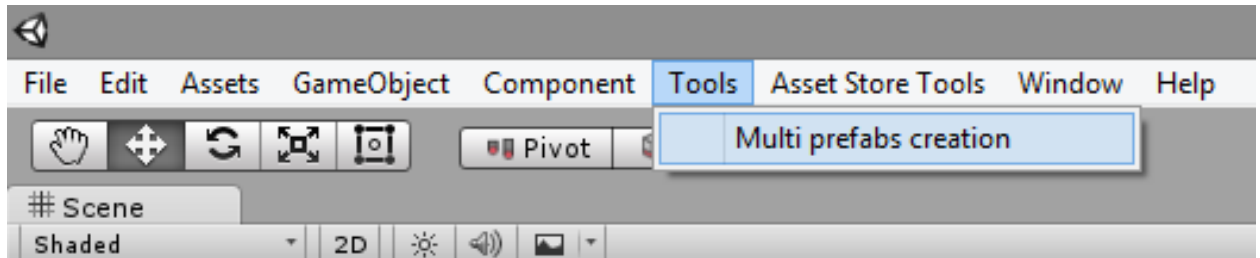 File Edit Assets GameObject Component Tools Asset Store Tools Window Help
Pivot Multi prefabs creation
# Scene
Shaded 2D